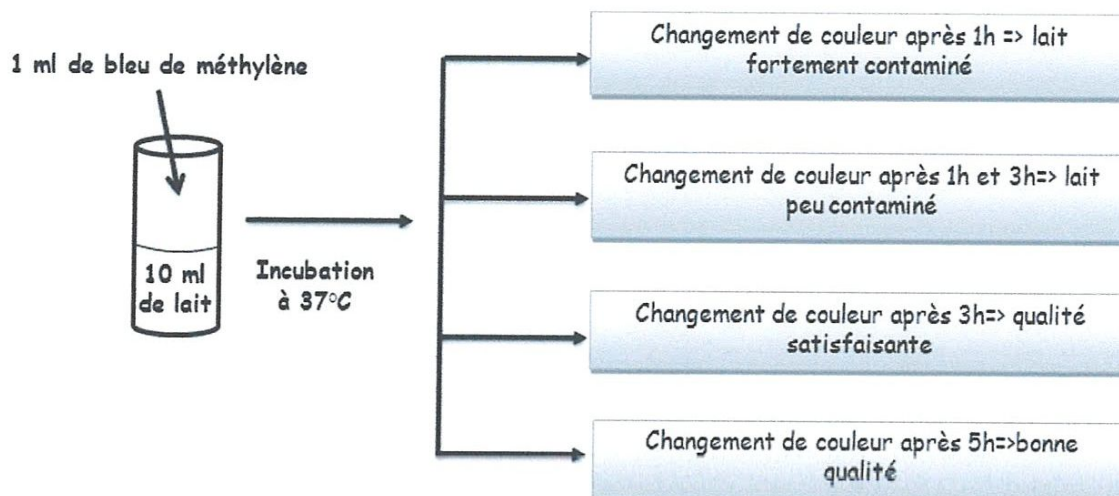 1 ml de bleu de méthylène
10 ml
de lait
Incubation
à 37°C
Changement de couleur après 1h => lait
fortement contaminé
Changement de couleur après 1h et 3h=> lait
peu contaminé
Changement de couleur après 3h=> qualité
satisfaisante
Changement de couleur après 5h=>bonne
qualité